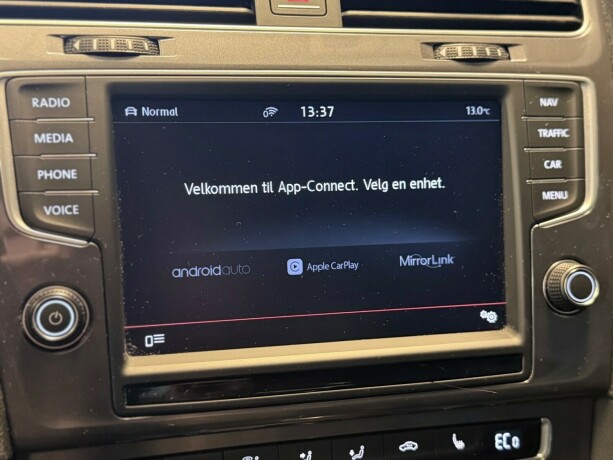 RADIO
MEDIA
PHONE
VOICE
Normal 13:37 13.0°C
Velkommen til App-Connect. Velg en enhet.
androidauto Apple CarPlay MirrorLink
NAV
TRAFFIC
CAR
MENU
ECo